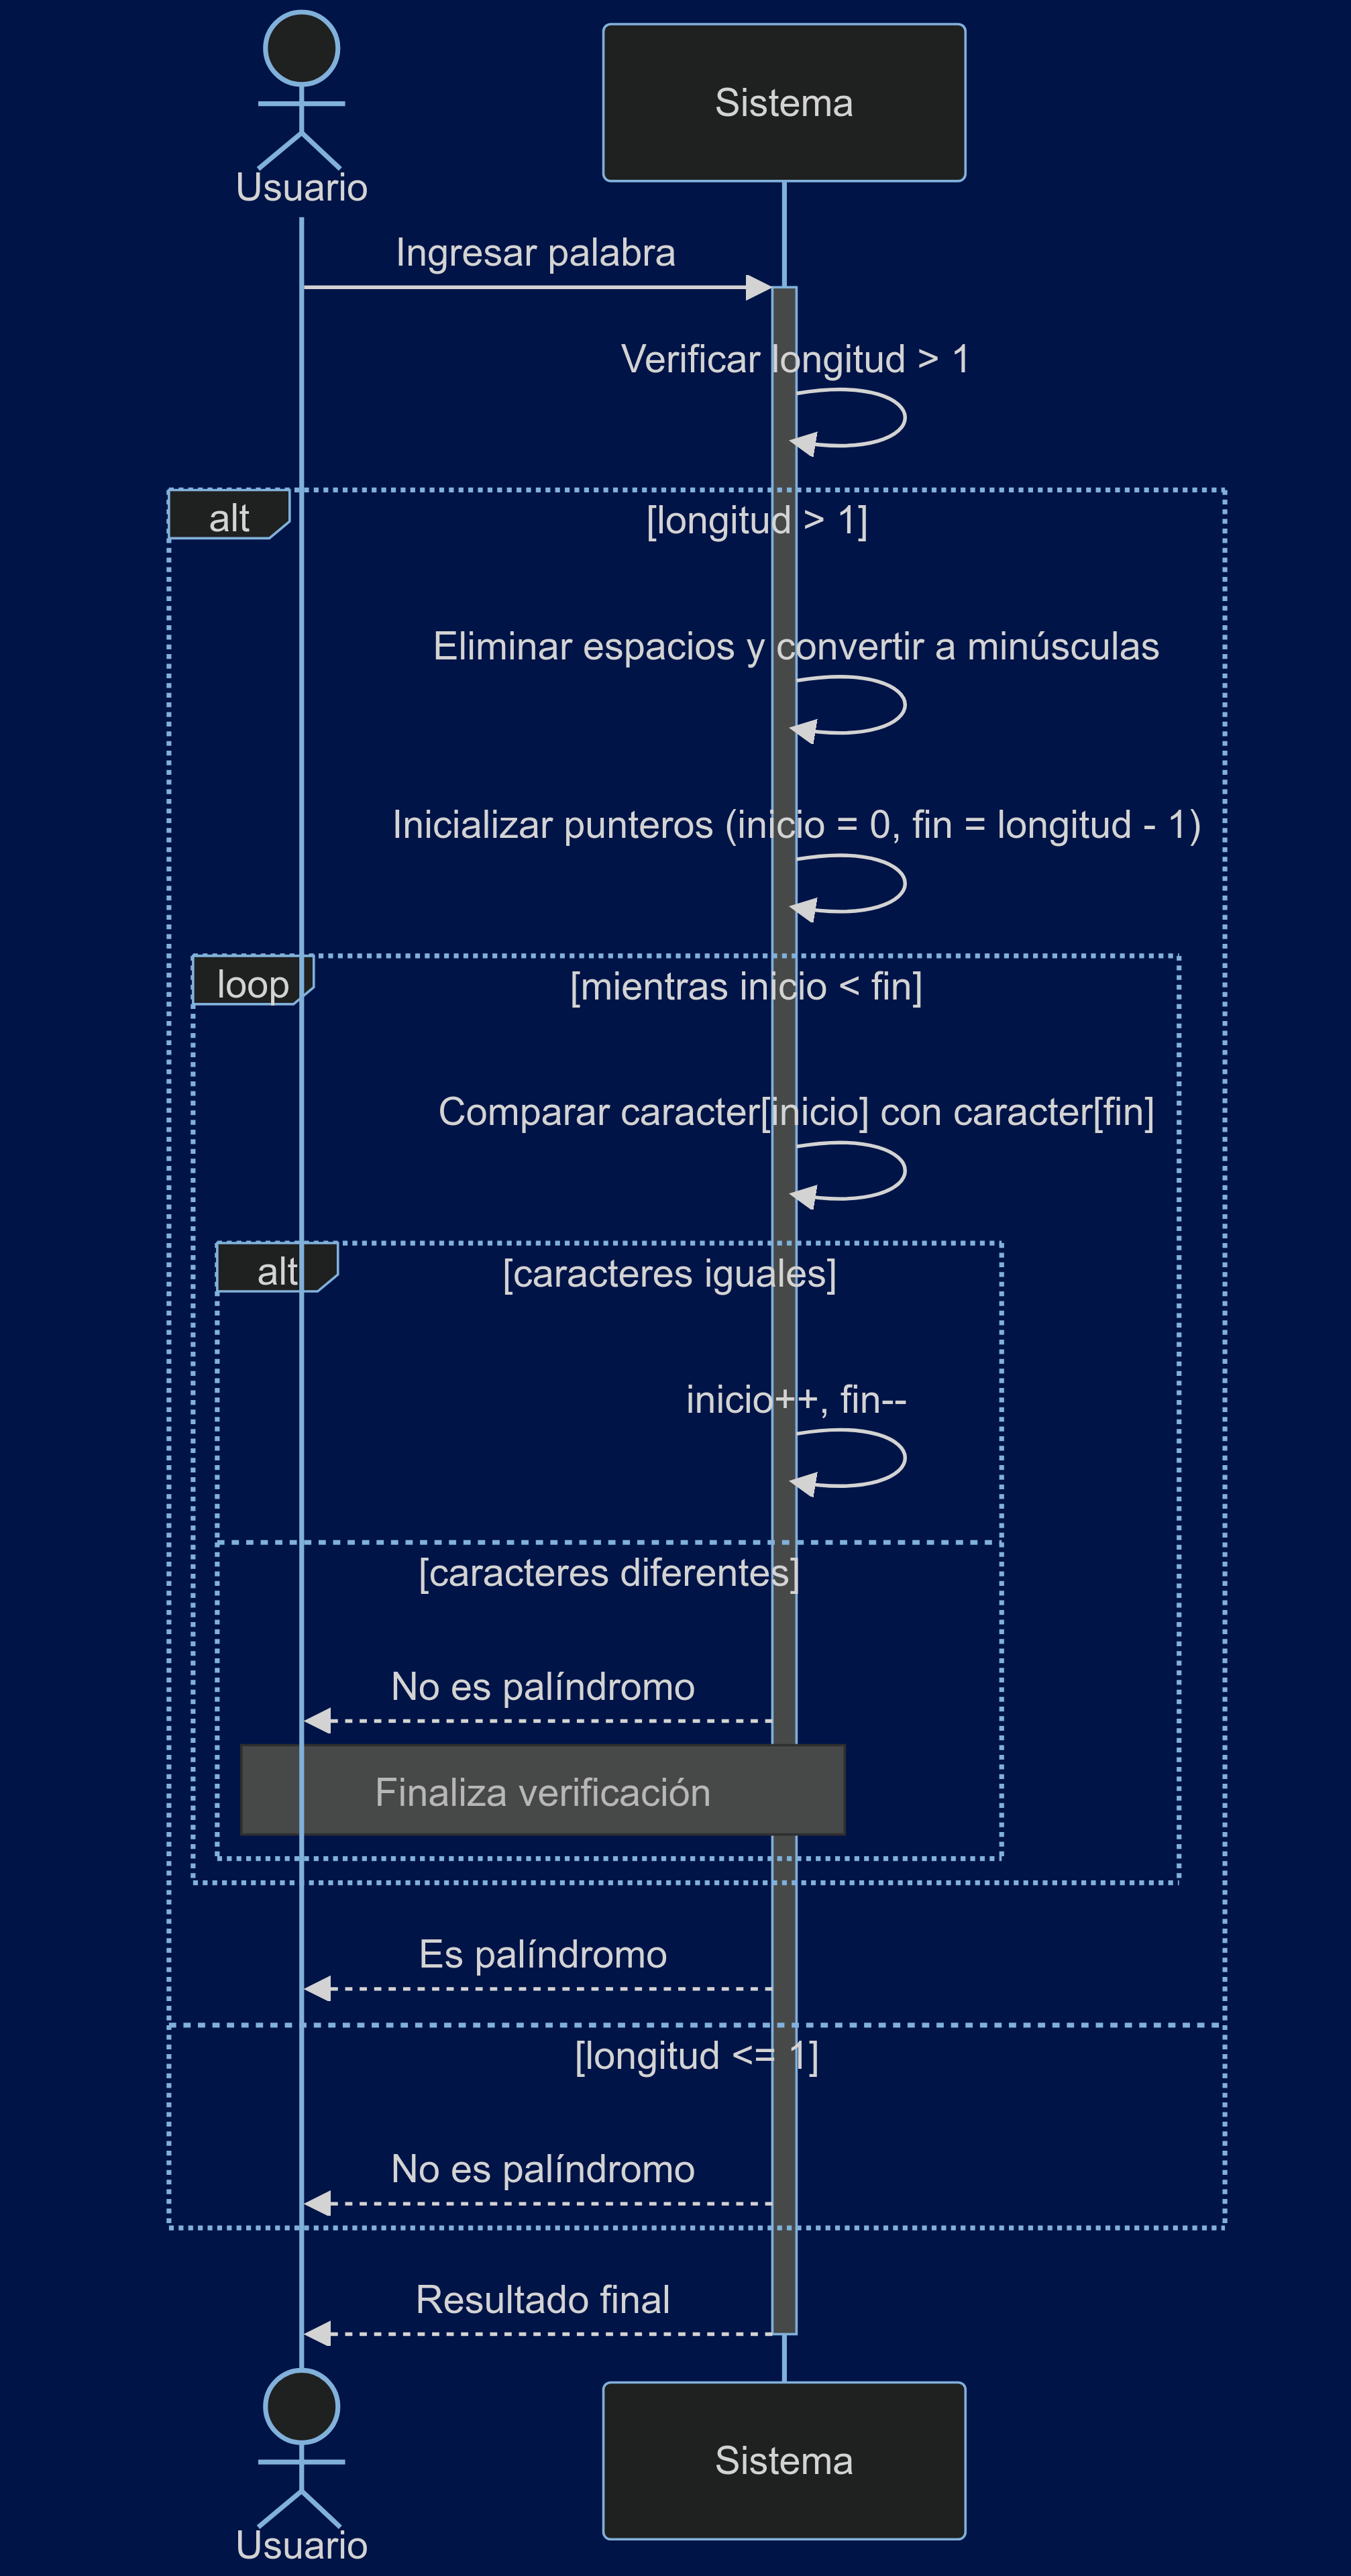 Usuario
Sistema
Ingresar palabra
Verificar longitud > 1
alt
[longitud > 1]
Eliminar espacios y convertir a minúsculas
Inicializar punteros (inicio = 0, fin = longitud - 1)
loop
[mientras inicio < fin]
Comparar caracter[inicio] con caracter[fin]
alt
[caracteres iguales]
inicio++, fin--
[caracteres diferentes]
No es palíndromo
Finaliza verificación
Es palíndromo
[longitud <= 1]
No es palíndromo
Resultado final
Sistema
Usuario